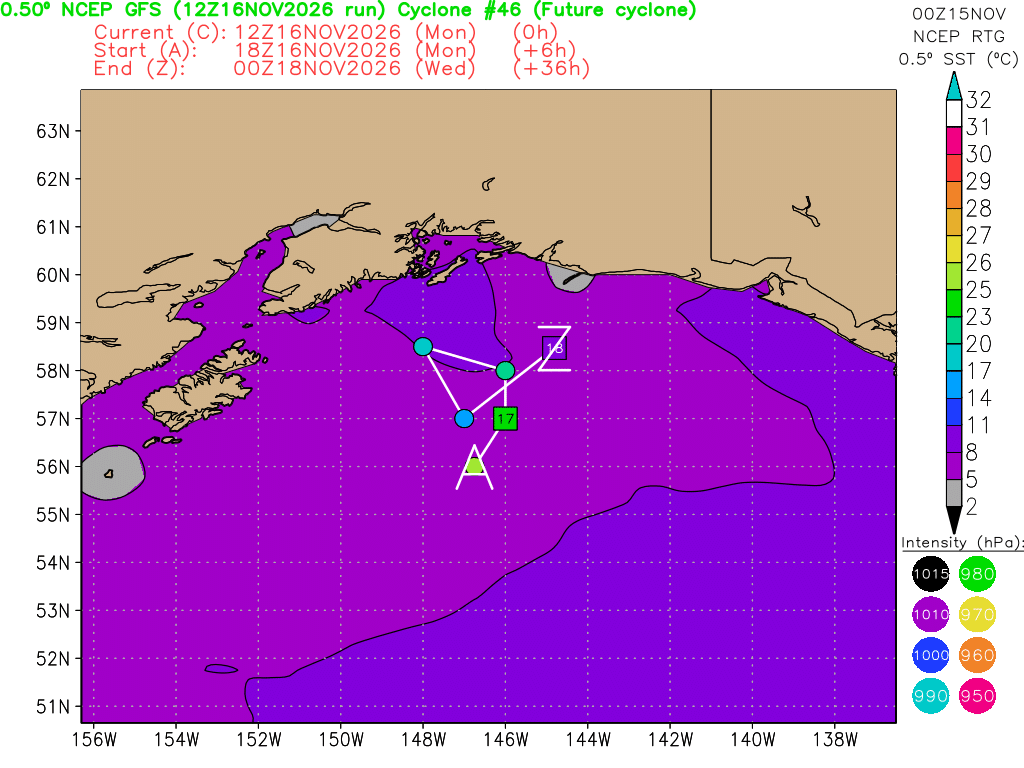 0.50º NCEP GFS (12Z16NOV2026 run) Cyclone #46 (Future cyclone)
Current (C): 12Z16NOV2026 (Mon) (0h)
Start (A): 18Z16NOV2026 (Mon) (+6h)
End (Z): 00Z18NOV2026 (Wed) (+36h)
00Z15NOV
NCEP RTG
0.5º SST (ºC)
32
31
30
29
28
27
26
25
23
20
17
14
11
8
5
2
63N
62N
61N
60N
59N
58N
57N
56N
55N
54N
53N
52N
51N
18
Z
17
A
156W 154W 152W 150W 148W 146W 144W 142W 140W 138W
Intensity (hPa):
1015 980
1010 970
1000 960
990 950